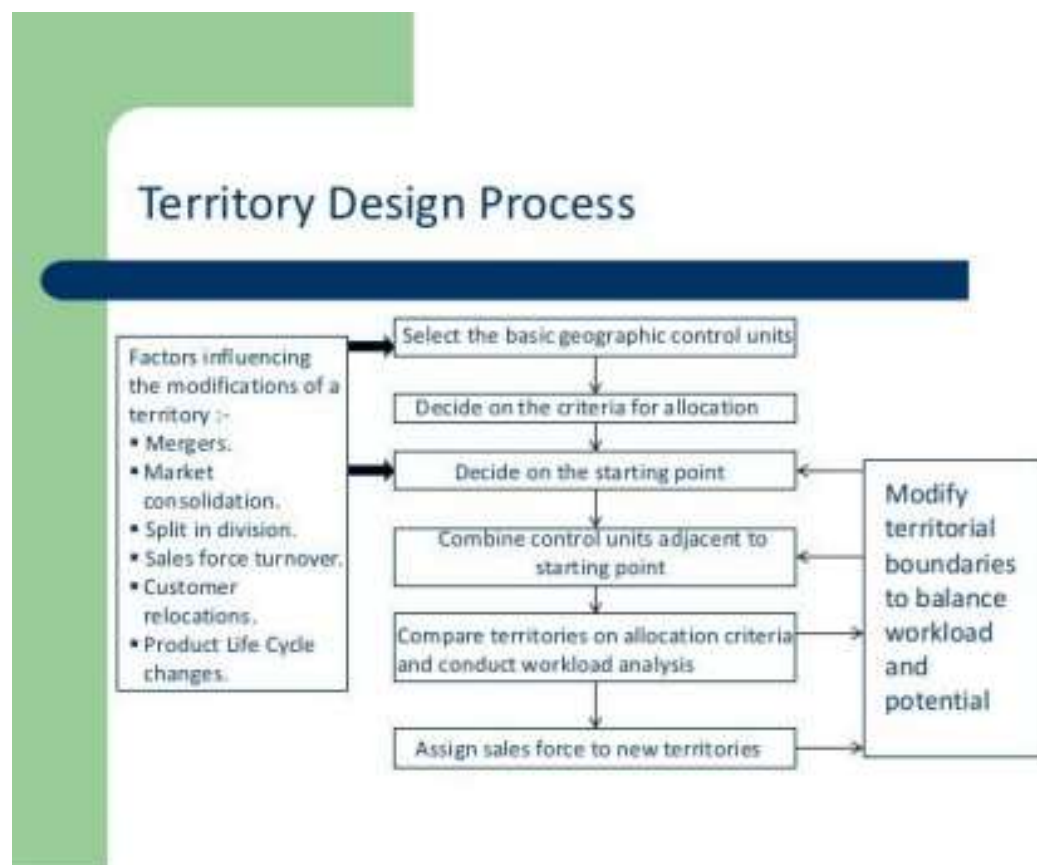 Territory Design Process
Factors influencing
the modifications of a
territory :-
▪ Mergers.
▪ Market
consolidation.
▪ Split in division.
▪ Sales force turnover.
▪ Customer
relocations.
▪ Product Life Cycle
changes.
Select the basic geographic control units
Decide on the criteria for allocation
Decide on the starting point
Combine control units adjacent to
starting point
Compare territories on allocation criteria
and conduct workload analysis
Assign sales force to new territories
Modify
territorial
boundaries
to balance
workload
and
potential